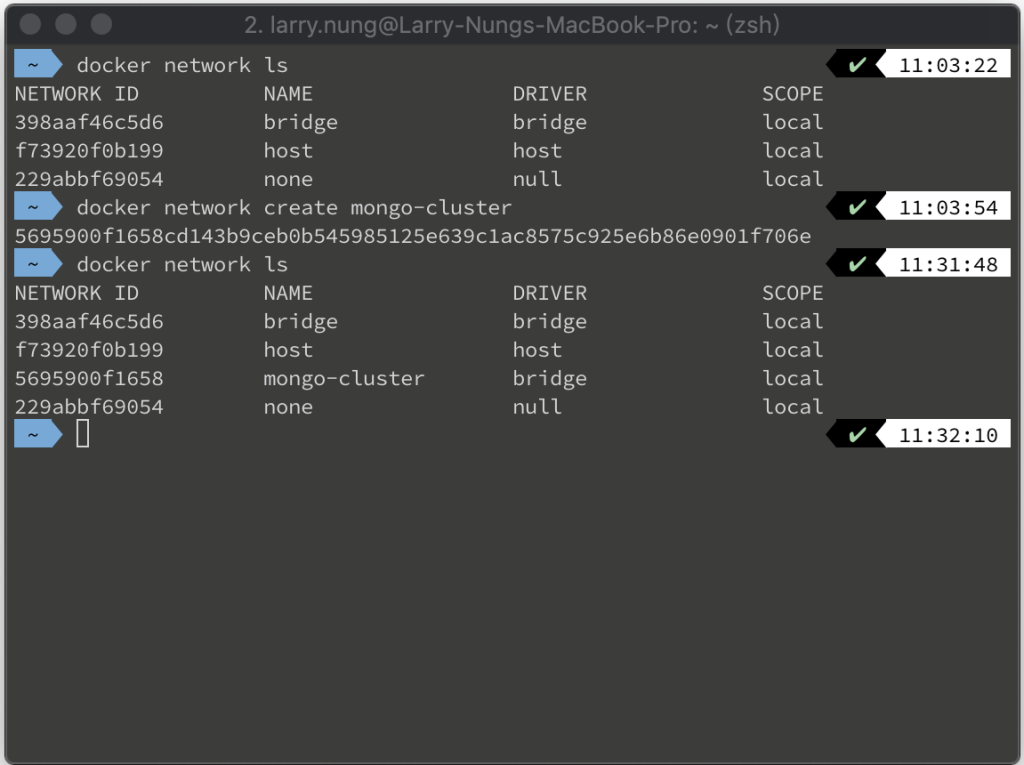 2. larry.nung@Larry-Nungs-MacBook-Pro: ~ (zsh)
~ docker network ls ✔ 11:03:22
NETWORK ID NAME DRIVER SCOPE
398aaf46c5d6 bridge bridge local
f73920f0b199 host host local
229abbf69054 none null local
~ docker network create mongo-cluster ✔ 11:03:54
5695900f1658cd143b9ceb0b545985125e639c1ac8575c925e6b86e0901f706e
~ docker network ls ✔ 11:31:48
NETWORK ID NAME DRIVER SCOPE
398aaf46c5d6 bridge bridge local
f73920f0b199 host host local
5695900f1658 mongo-cluster bridge local
229abbf69054 none null local
~ ✔ 11:32:10